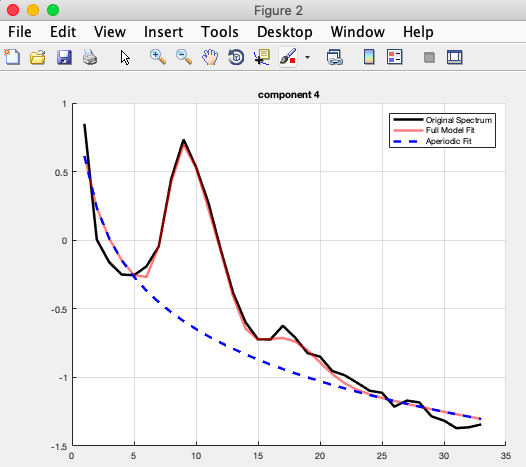 Figure 2
File Edit View Insert Tools Desktop Window Help
component 4
Original Spectrum
Full Model Fit
Aperiodic Fit
1
0.5
0
-0.5
-1
-1.5
0 5 10 15 20 25 30 35